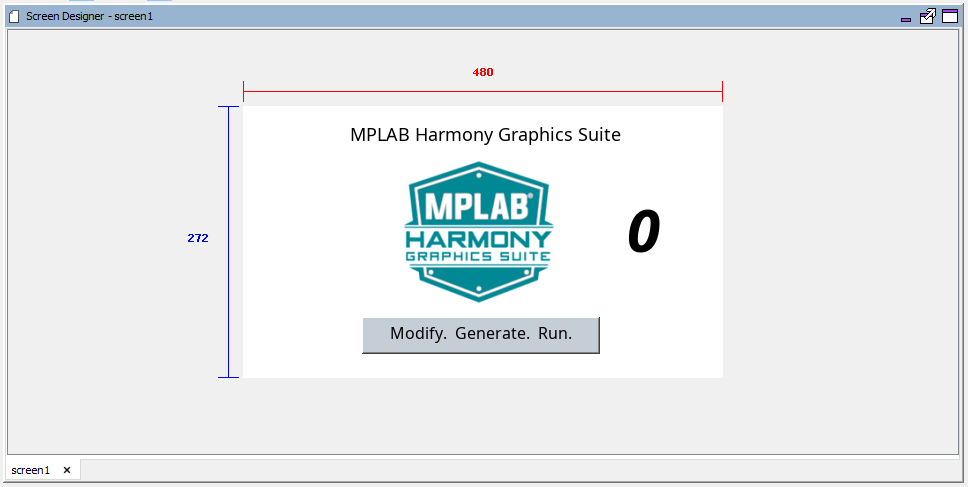 Screen Designer - screen1
480
MPLAB Harmony Graphics Suite
MPLAB®
HARMONY
GRAPHICS SUITE
272
0
Modify. Generate. Run.
screen1